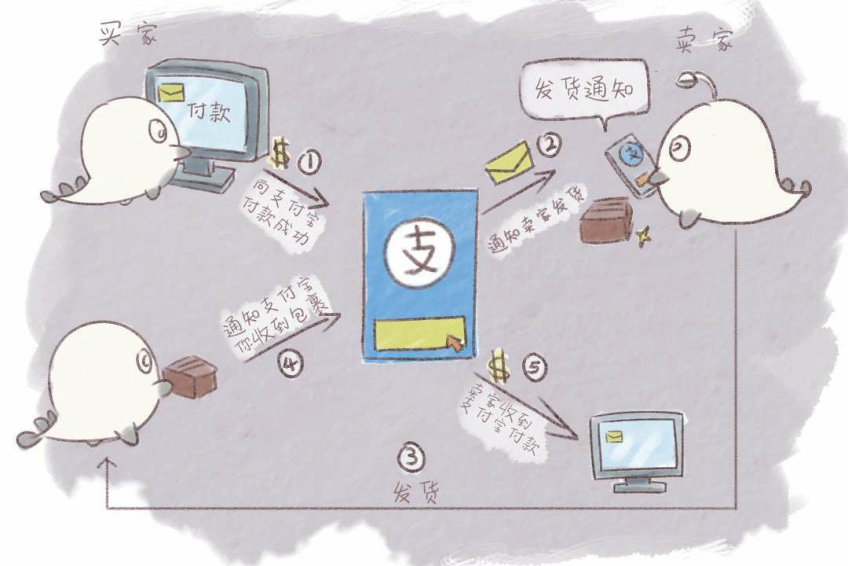 买家
卖家
付款
发货通知
支
$
①
向支付宝
付款成功
②
通知卖家发货
支
通知支付宝
你收到包裹
④
$
⑤
卖家收到
支付宝付款
③
发货